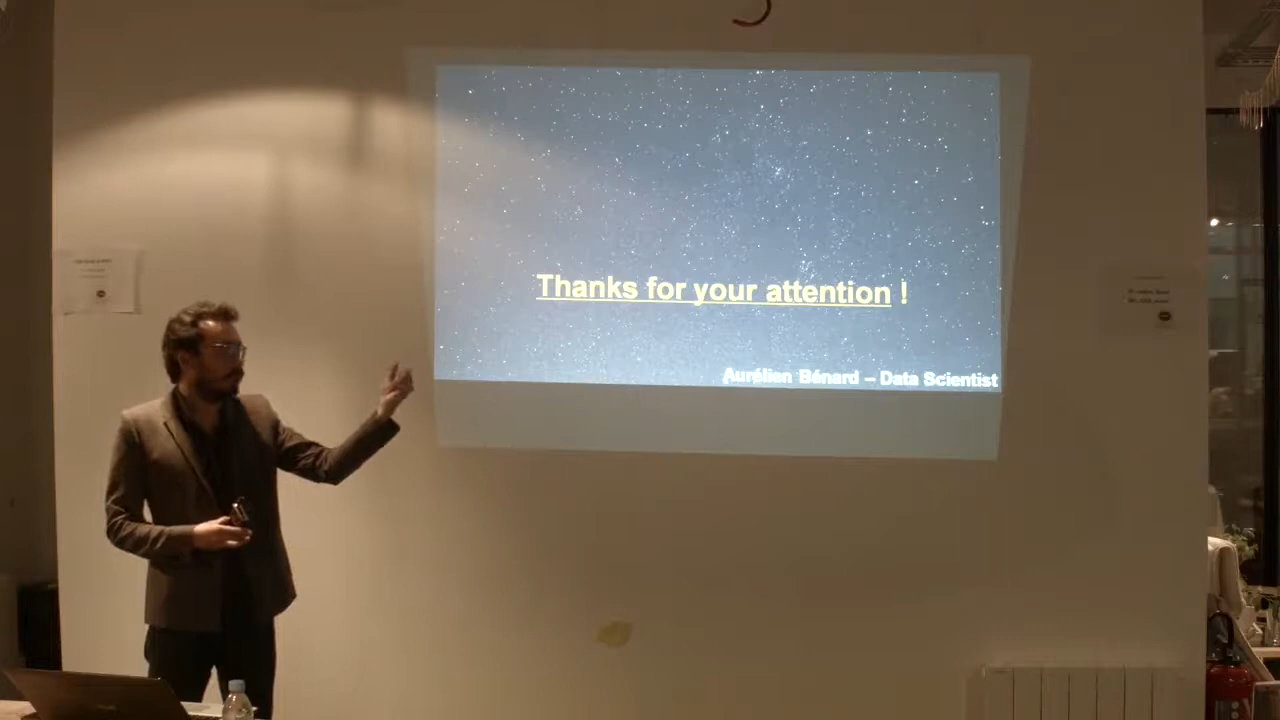 Thanks for your attention !
Aurélien Bénard – Data Scientist